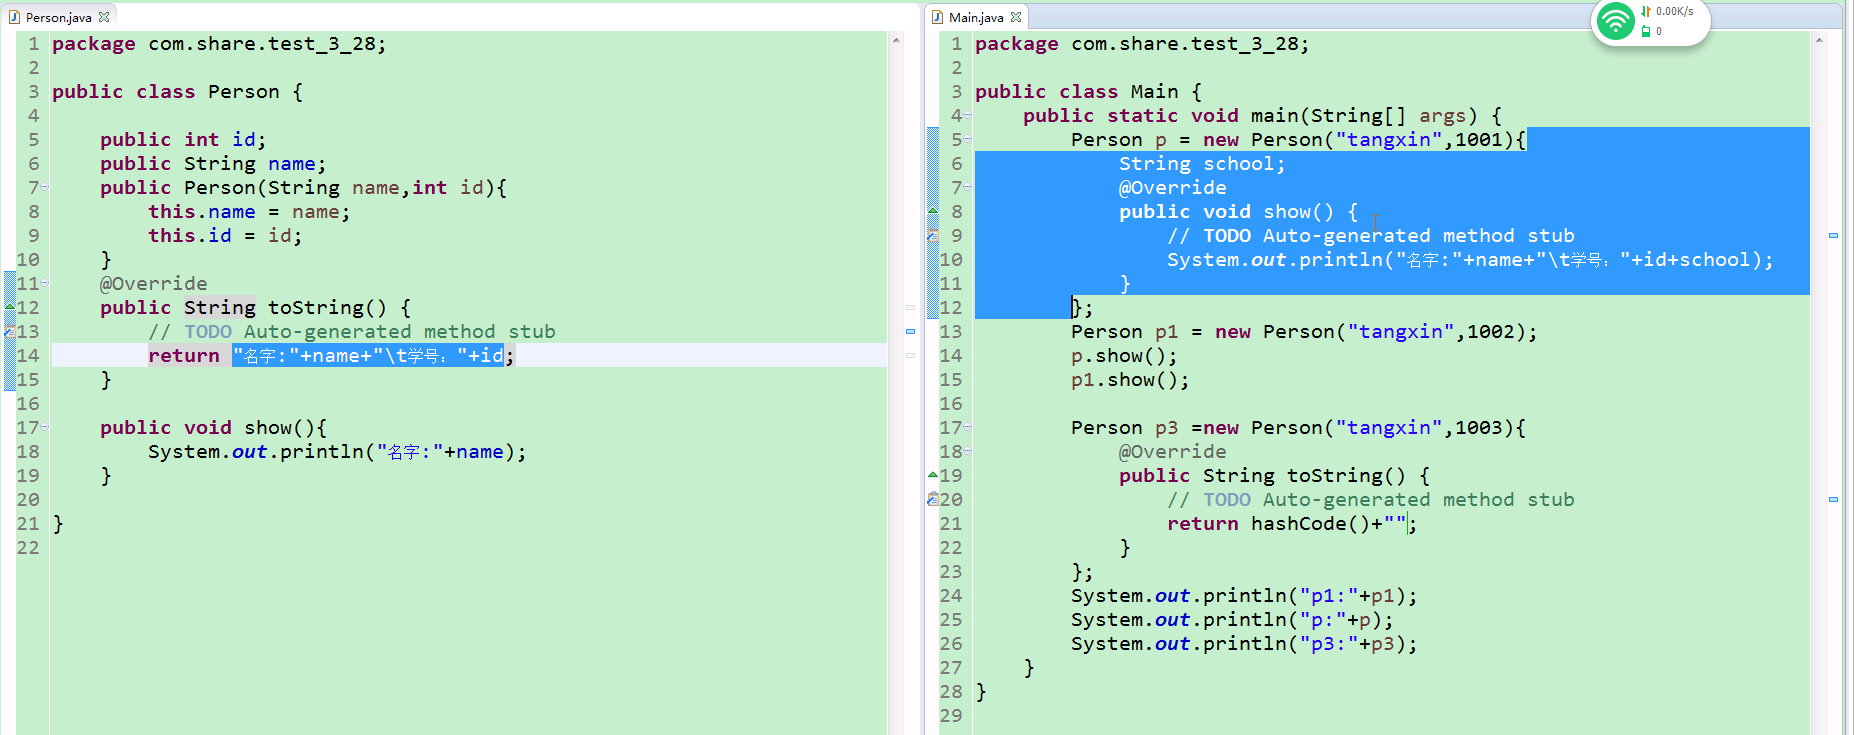 Person.java
1 package com.share.test_3_28;
2
3 public class Person {
4
5     public int id;
6     public String name;
7     public Person(String name,int id){
8         this.name = name;
9         this.id = id;
10     }
11     @Override
12     public String toString() {
13         // TODO Auto-generated method stub
14         return "名字:"+name+"\t学号："+id;
15     }
16
17     public void show(){
18         System.out.println("名字:"+name);
19     }
20
21 }
22
Main.java
0.00K/s
0
1 package com.share.test_3_28;
2
3 public class Main {
4     public static void main(String[] args) {
5         Person p = new Person("tangxin",1001){
6             String school;
7             @Override
8             public void show() {
9                 // TODO Auto-generated method stub
10                 System.out.println("名字:"+name+"\t学号："+id+school);
11             }
12         };
13         Person p1 = new Person("tangxin",1002);
14         p.show();
15         p1.show();
16
17         Person p3 =new Person("tangxin",1003){
18             @Override
19             public String toString() {
20                 // TODO Auto-generated method stub
21                 return hashCode()+"";
22             }
23         };
24         System.out.println("p1:"+p1);
25         System.out.println("p:"+p);
26         System.out.println("p3:"+p3);
27     }
28 }
29